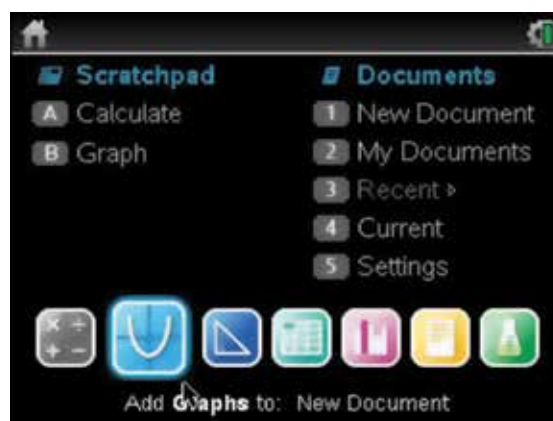 Scratchpad
A Calculate
B Graph
Documents
1 New Document
2 My Documents
3 Recent ▹
4 Current
5 Settings
Add Graphs to: New Document